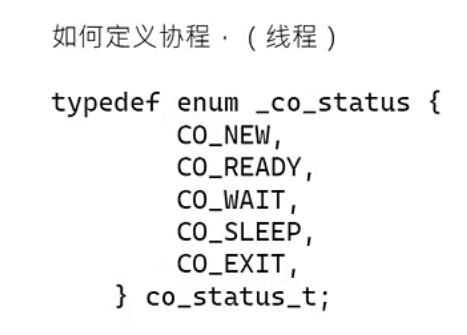 如何定义协程．（线程）
typedef enum _co_status {
CO_NEW,
CO_READY,
CO_WAIT,
CO_SLEEP,
CO_EXIT,
} co_status_t;